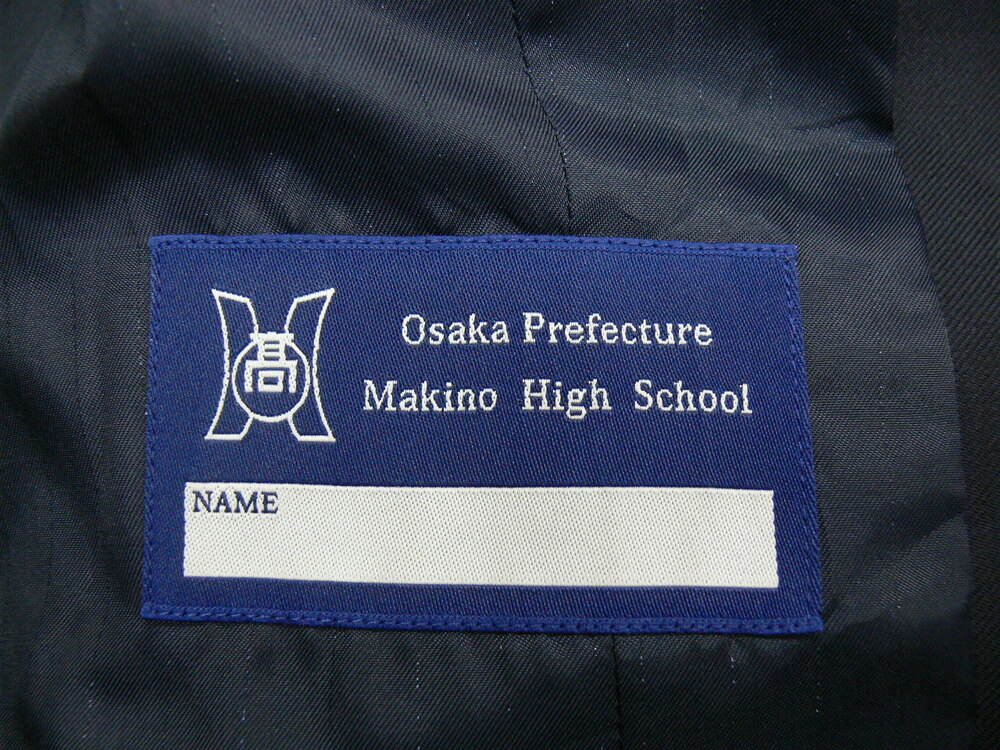 高
Osaka Prefecture
Makino High School
NAME